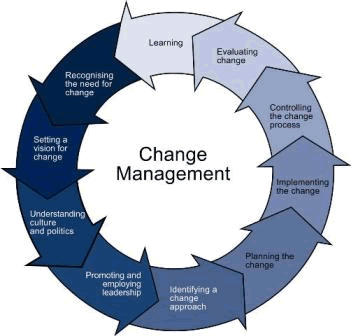 Change
Management
Learning
Recognising
the need for
change
Setting a
vision for
change
Understanding
culture
and politics
Promoting and
employing
leadership
Identifying a
change
approach
Planning the
change
Implementing
the change
Controlling
the change
process
Evaluating
change